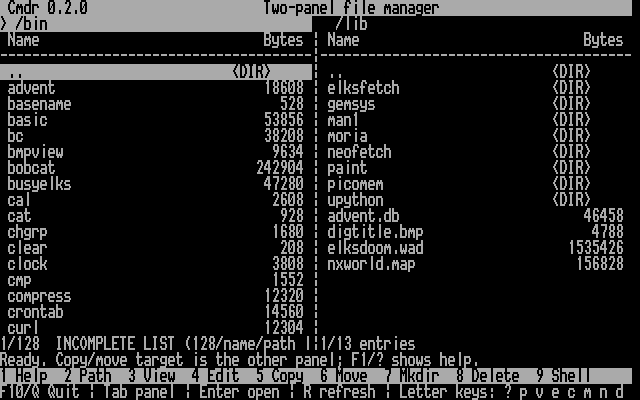 Cmdr 0.2.0 Two-panel file manager
> /bin /lib
Name Bytes ¦ Name Bytes
.. <DIR> ¦ .. <DIR>
advent 18608 ¦ elksfetch <DIR>
basename 528 ¦ gemsys <DIR>
basic 53856 ¦ man1 <DIR>
bc 38208 ¦ moria <DIR>
bmpview 9634 ¦ neofetch <DIR>
bobcat 242904 ¦ paint <DIR>
busyelks 47280 ¦ picomem <DIR>
cal 2608 ¦ upython <DIR>
cat 928 ¦ advent.db 46458
chgrp 1680 ¦ digtitle.bmp 4788
clear 208 ¦ elksdoom.wad 1535426
clock 3808 ¦ nxworld.map 156828
cmp 1552 ¦
compress 12320 ¦
crontab 14560 ¦
curl 12304 ¦
1/128 INCOMPLETE LIST (128/name/path l¦1/13 entries
Ready. Copy/move target is the other panel; F1/? shows help.
1 Help 2 Path 3 View 4 Edit 5 Copy 6 Move 7 Mkdir 8 Delete 9 Shell
F10/Q Quit ¦ Tab panel ¦ Enter open ¦ R refresh ¦ Letter keys: ? p v e c m n d